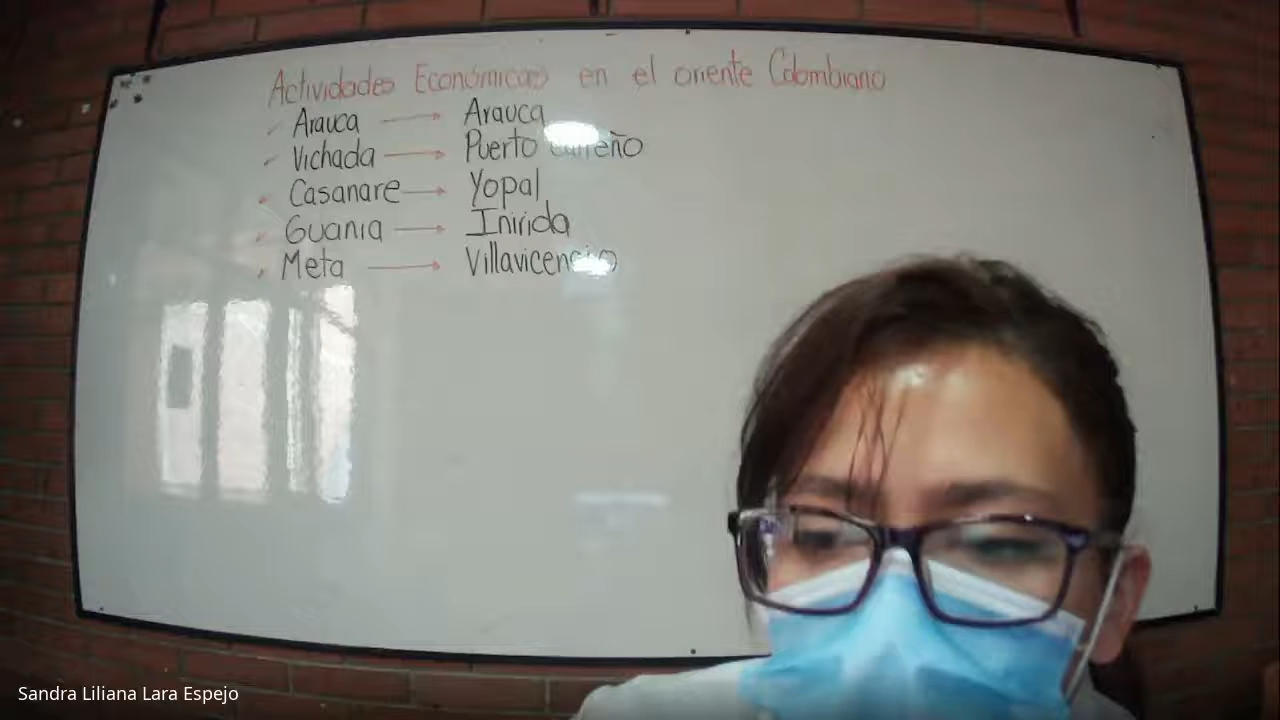 Actividades Económicas en el oriente Colombiano
Arauca → Arauca
Vichada → Puerto Carreño
Casanare → Yopal
Guania → Inirida
Meta → Villavicencio
Sandra Liliana Lara Espejo